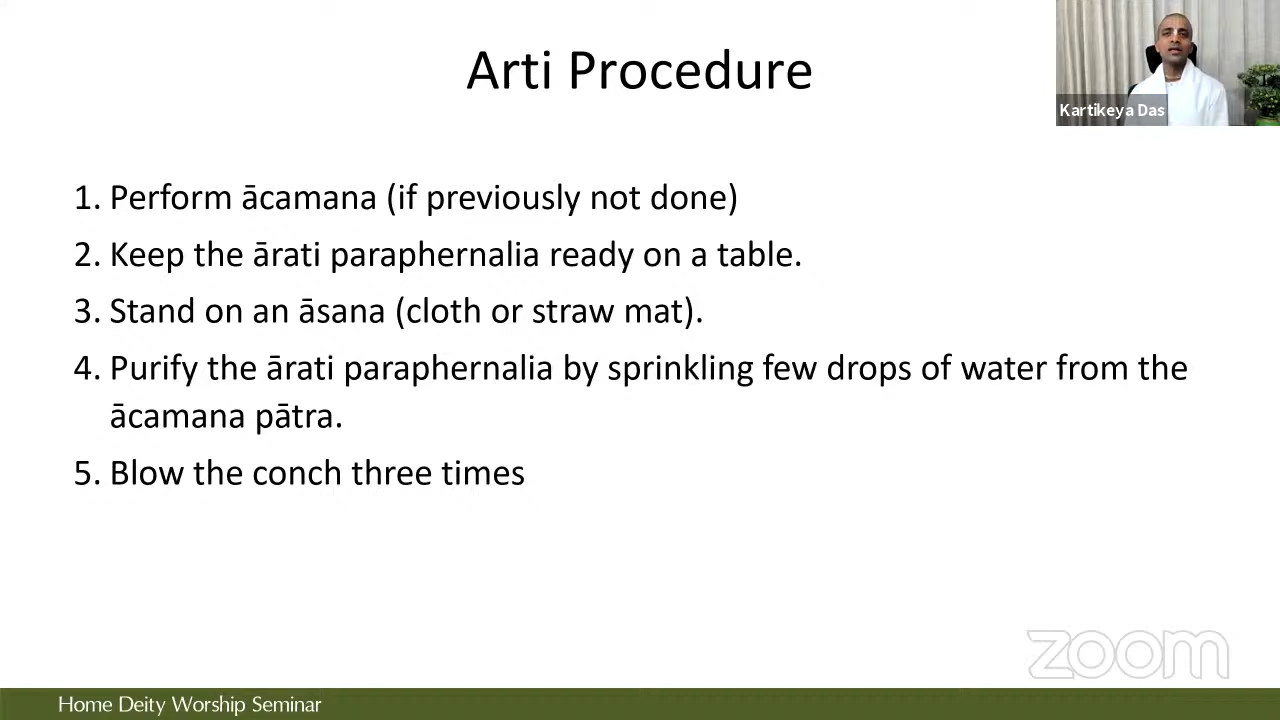 Arti Procedure
Kartikeya Das
1. Perform ācamana (if previously not done)
2. Keep the ārati paraphernalia ready on a table.
3. Stand on an āsana (cloth or straw mat).
4. Purify the ārati paraphernalia by sprinkling few drops of water from the
ācamana pātra.
5. Blow the conch three times
zoom
Home Deity Worship Seminar